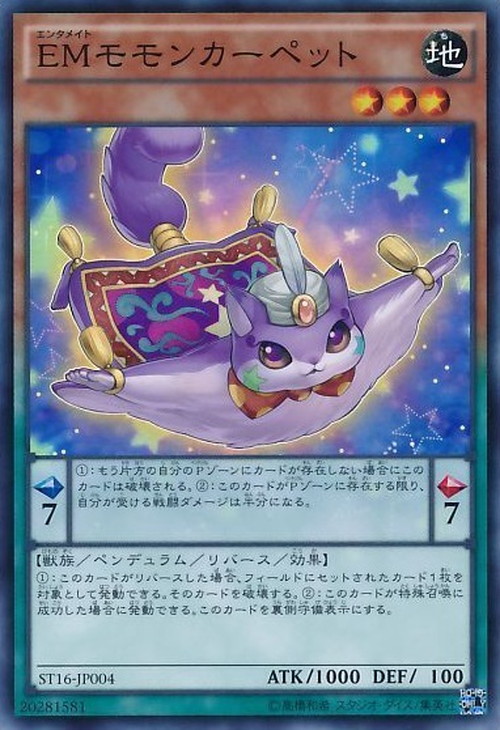 エンタメイト
EMモモンカーペット
地
①：もう片方の自分のPゾーンにカードが存在しない場合にこの
カードは破壊される。②：このカードがPゾーンに存在する限り、
自分が受ける戦闘ダメージは半分になる。
7
7
【獣族／ペンデュラム／リバース／効果】
①：このカードがリバースした場合、フィールドにセットされたカード１枚を
対象として発動できる。そのカードを破壊する。②：このカードが特殊召喚に
成功した場合に発動できる。このカードを裏側守備表示にする。
ST16-JP004
ATK/1000 DEF/ 100
20281581
©高橋和希 スタジオ・ダイス/集英社